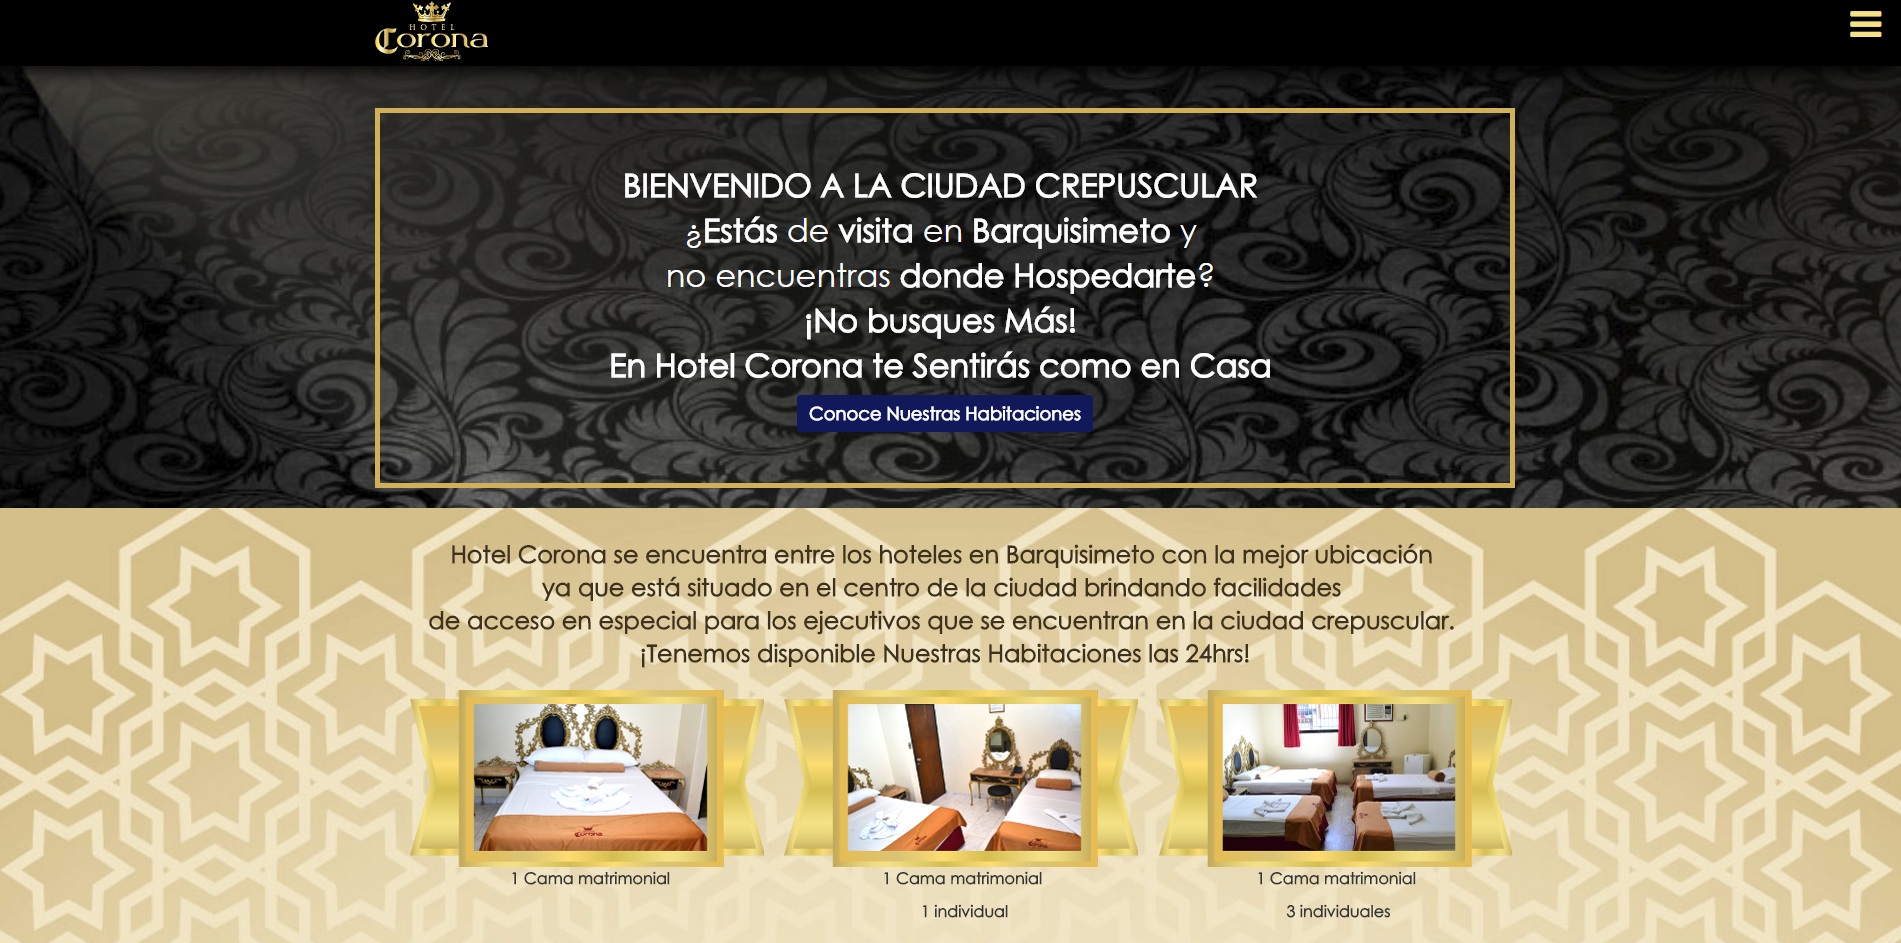 HOTEL
Corona
BIENVENIDO A LA CIUDAD CREPUSCULAR
¿Estás de visita en Barquisimeto y
no encuentras donde Hospedarte?
¡No busques Más!
En Hotel Corona te Sentirás como en Casa
Conoce Nuestras Habitaciones
Hotel Corona se encuentra entre los hoteles en Barquisimeto con la mejor ubicación
ya que está situado en el centro de la ciudad brindando facilidades
de acceso en especial para los ejecutivos que se encuentran en la ciudad crepuscular.
¡Tenemos disponible Nuestras Habitaciones las 24hrs!
Corona
Corona
1 Cama matrimonial
1 Cama matrimonial
1 Cama matrimonial
1 individual
3 individuales